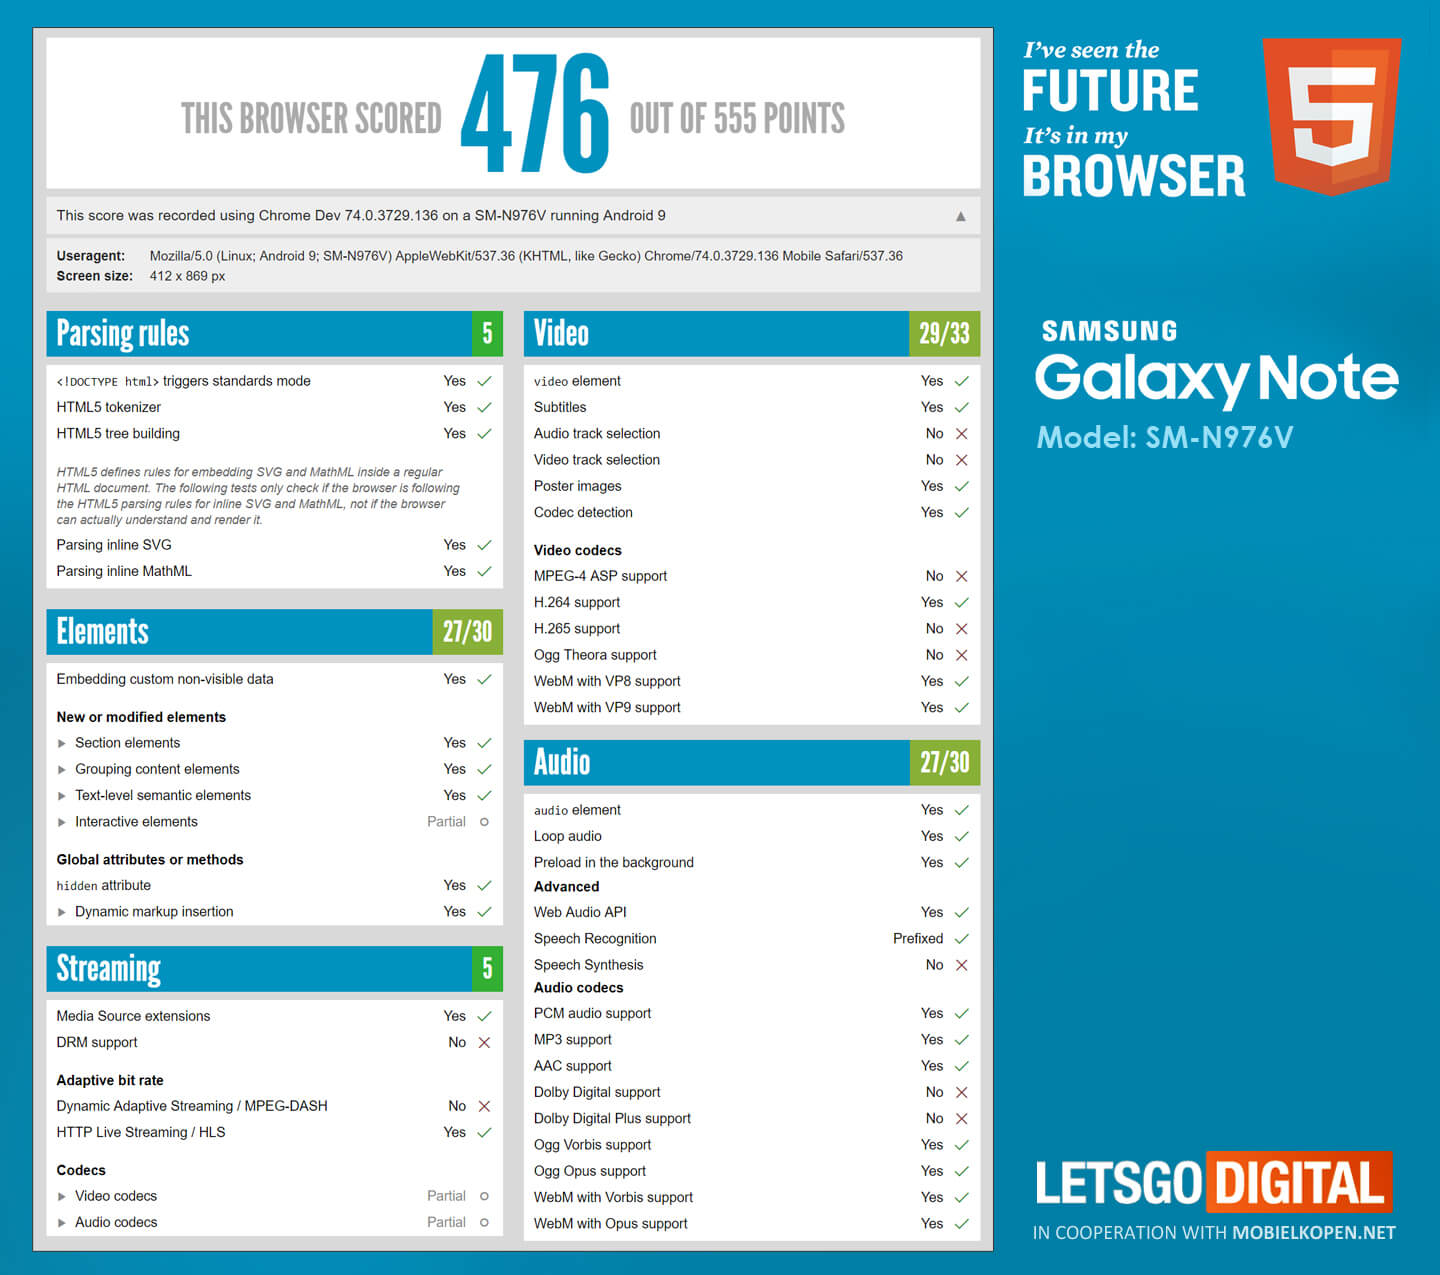 THIS BROWSER SCORED 476 OUT OF 555 POINTS
This score was recorded using Chrome Dev 74.0.3729.136 on a SM-N976V running Android 9
Useragent: Mozilla/5.0 (Linux; Android 9; SM-N976V) AppleWebKit/537.36 (KHTML, like Gecko) Chrome/74.0.3729.136 Mobile Safari/537.36
Screen size: 412 x 869 px
Parsing rules 5
<!DOCTYPE html> triggers standards mode Yes
HTML5 tokenizer Yes
HTML5 tree building Yes
HTML5 defines rules for embedding SVG and MathML inside a regular
HTML document. The following tests only check if the browser is following
the HTML5 parsing rules for inline SVG and MathML, not if the browser
can actually understand and render it.
Parsing inline SVG Yes
Parsing inline MathML Yes
Elements 27/30
Embedding custom non-visible data Yes
New or modified elements
Section elements Yes
Grouping content elements Yes
Text-level semantic elements Yes
Interactive elements Partial
Global attributes or methods
hidden attribute Yes
Dynamic markup insertion Yes
Streaming 5
Media Source extensions Yes
DRM support No
Adaptive bit rate
Dynamic Adaptive Streaming / MPEG-DASH No
HTTP Live Streaming / HLS Yes
Codecs
Video codecs Partial
Audio codecs Partial
Video 29/33
video element Yes
Subtitles Yes
Audio track selection No
Video track selection No
Poster images Yes
Codec detection Yes
Video codecs
MPEG-4 ASP support No
H.264 support Yes
H.265 support No
Ogg Theora support No
WebM with VP8 support Yes
WebM with VP9 support Yes
Audio 27/30
audio element Yes
Loop audio Yes
Preload in the background Yes
Advanced
Web Audio API Yes
Speech Recognition Prefixed
Speech Synthesis No
Audio codecs
PCM audio support Yes
MP3 support Yes
AAC support Yes
Dolby Digital support No
Dolby Digital Plus support No
Ogg Vorbis support Yes
Ogg Opus support Yes
WebM with Vorbis support Yes
WebM with Opus support Yes
I've seen the
FUTURE
It's in my
BROWSER
5
SAMSUNG
Galaxy Note
Model: SM-N976V
LETSGO DIGITAL
IN COOPERATION WITH MOBIELKOPEN.NET